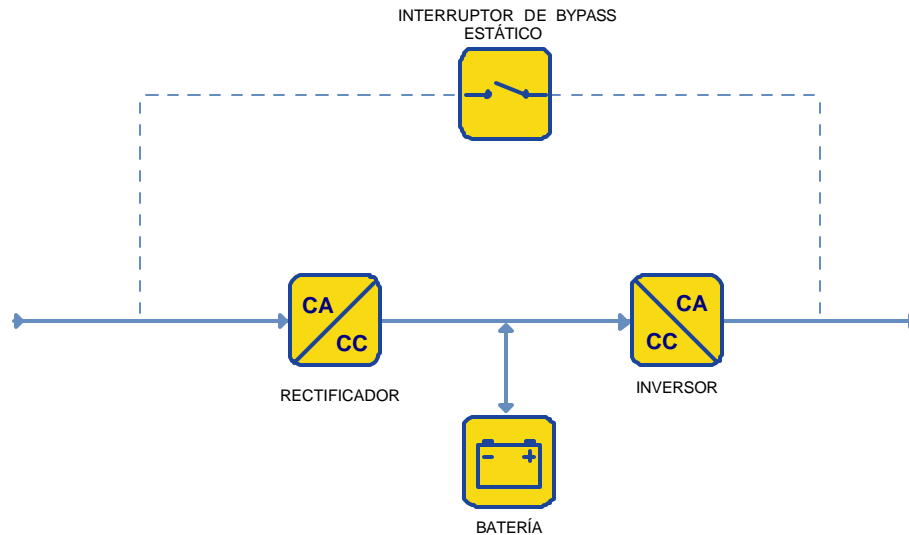 INTERRUPTOR DE BYPASS
ESTÁTICO
CA
CC
CA
CC
RECTIFICADOR
INVERSOR
- +
BATERÍA